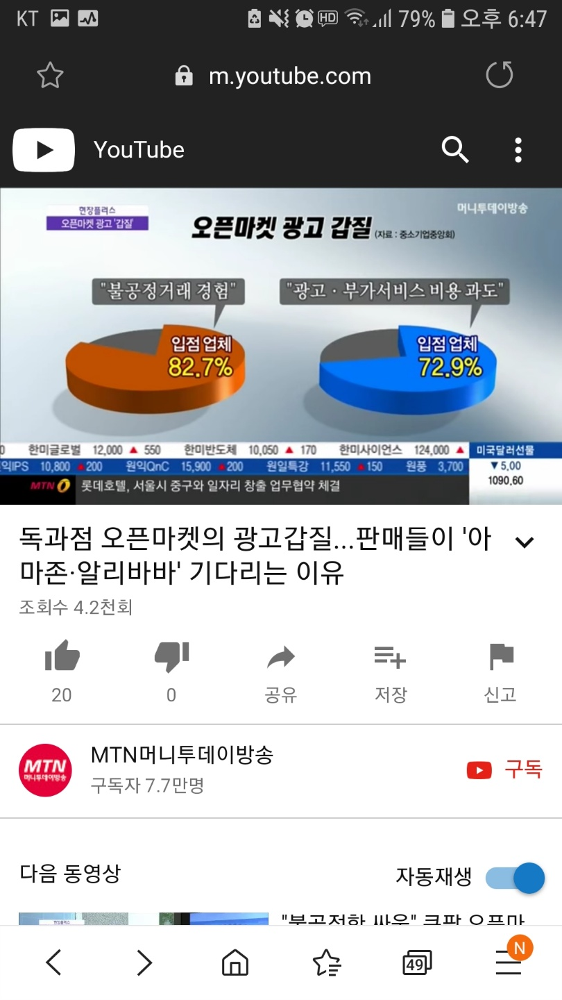 KT HD 79% 오후 6:47
m.youtube.com
YouTube
현장플러스
오픈마켓 광고 '갑질'
오픈마켓 광고 갑질 (자료 : 중소기업중앙회)
머니투데이방송
"불공정거래 경험" "광고·부가서비스 비용 과도"
입점 업체 입점 업체
82.7% 72.9%
0 한미글로벌 12,000 ▲ 550 한미반도체 10,050 ▲ 170 한미사이언스 124,000 ▲ 미국달러선물
익IPS 10,800 ▲200 원익QnC 15,900 ▲200 원일특강 11,550 ▲150 원풍 3,700 ▼5.00
1090.60
MTN 롯데호텔, 서울시 중구와 일자리 창출 업무협약 체결
독과점 오픈마켓의 광고갑질...판매들이 '아
마존·알리바바' 기다리는 이유
조회수 4.2천회
20 0 공유 저장 신고
MTN
머니투데이방송
MTN머니투데이방송
구독자 7.7만명
구독
다음 동영상 자동재생
"불공정한 싸움" 쿠팡 오픈마
49 N